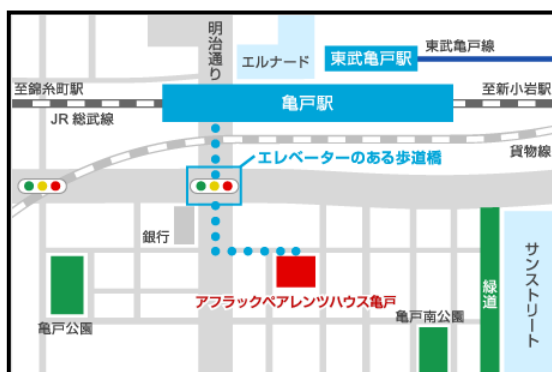 明治通り
エルナード
東武亀戸駅
東武亀戸線
至錦糸町駅
亀戸駅
至新小岩駅
JR 総武線
貨物線
エレベーターのある歩道橋
銀行
アフラックペアレンツハウス亀戸
亀戸公園
亀戸南公園
緑道
サンストリート